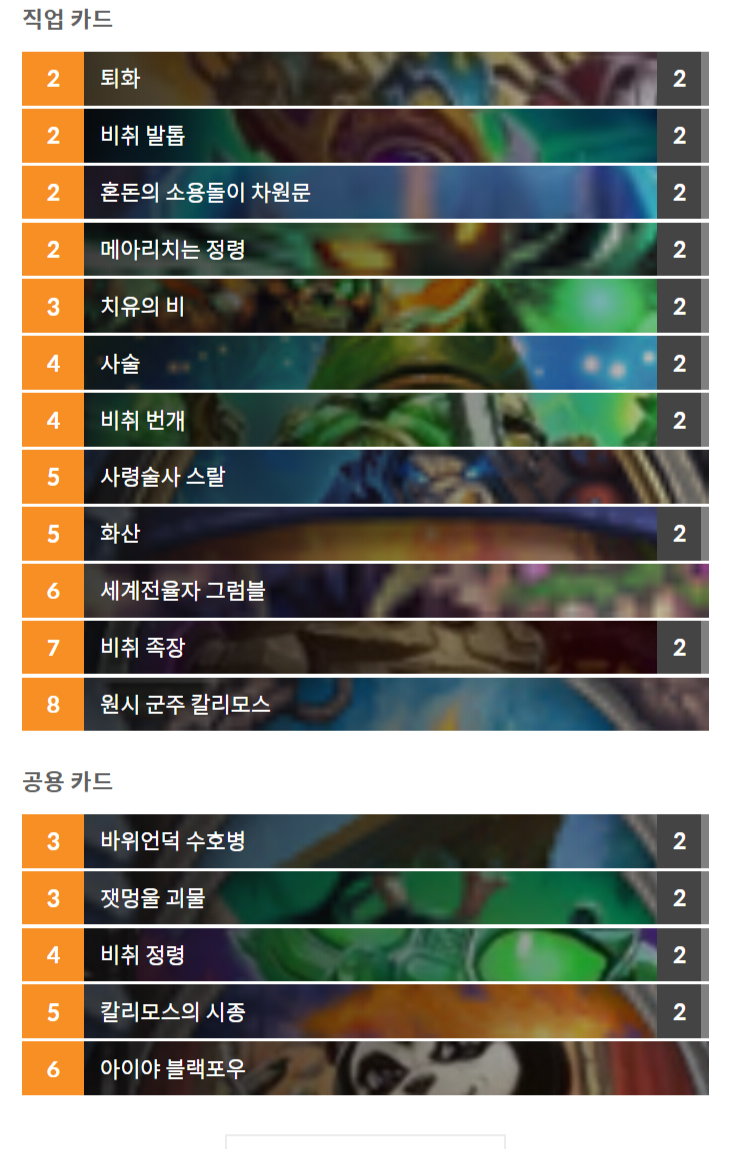 직업 카드
2 퇴화 2
2 비취 발톱 2
2 혼돈의 소용돌이 차원문 2
2 메아리치는 정령 2
3 치유의 비 2
4 사술 2
4 비취 번개 2
5 사령술사 스랄
5 화산 2
6 세계전율자 그럼블
7 비취 족장 2
8 원시 군주 칼리모스
공용 카드
3 바위언덕 수호병 2
3 잿멍울 괴물 2
4 비취 정령 2
5 칼리모스의 시종 2
6 아이야 블랙포우